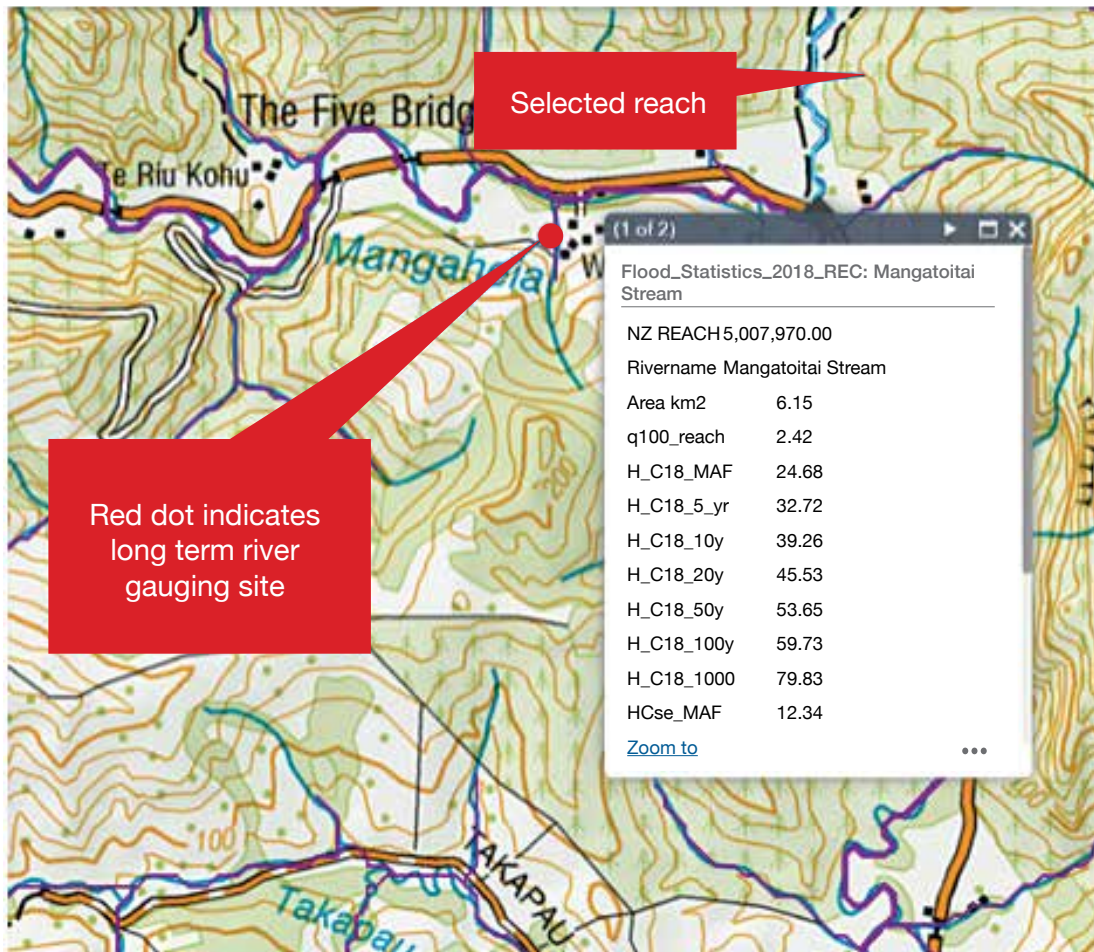 The Five Bridg
Selected reach
Te Riu Kohu
Mangahela
W
(1 of 2)
Flood_Statistics_2018_REC: Mangatoitai
Stream
NZ REACH 5,007,970.00
Rivername Mangatoitai Stream
Area km2 6.15
q100_reach 2.42
H_C18_MAF 24.68
H_C18_5_yr 32.72
H_C18_10y 39.26
H_C18_20y 45.53
H_C18_50y 53.65
H_C18_100y 59.73
H_C18_1000 79.83
HCse_MAF 12.34
Zoom to
Red dot indicates
long term river
gauging site
200
100
TAKAPAU
Takapau